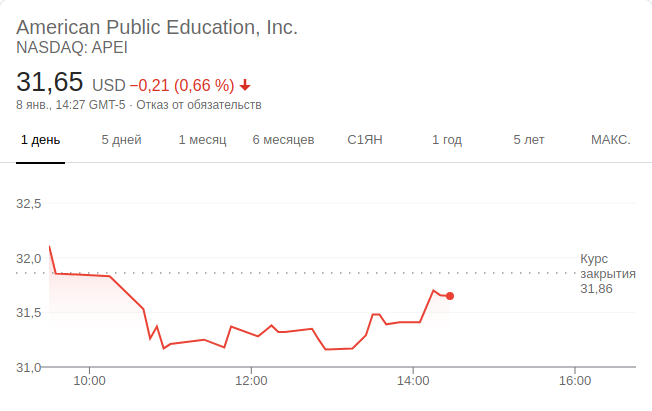 American Public Education, Inc.
NASDAQ: APEI
31,65 USD −0,21 (0,66 %)
8 янв., 14:27 GMT-5 · Отказ от обязательств
1 день 5 дней 1 месяц 6 месяцев С1ЯН 1 год 5 лет МАКС.
32,5
32,0
Курс
закрытия
31,86
31,5
31,0
10:00 12:00 14:00 16:00